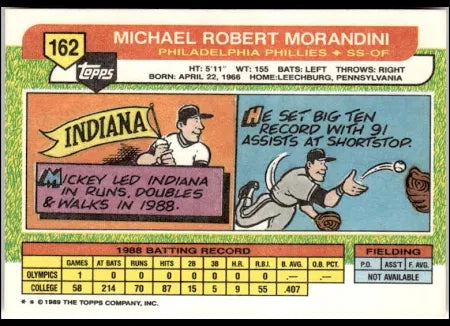 162
Topps
MICHAEL ROBERT MORANDINI
PHILADELPHIA PHILLIES ☆ SS-OF
HT: 5'11" WT: 155 BATS: LEFT THROWS: RIGHT
BORN: APRIL 22, 1966 HOME: LEECHBURG, PENNSYLVANIA
INDIANA
MICKEY LED INDIANA
IN RUNS, DOUBLES
& WALKS IN 1988.
HE SET BIG TEN
RECORD WITH 91
ASSISTS AT SHORTSTOP.
1988 BATTING RECORD
GAMES AT BATS RUNS HITS 2B 3B H.R. R.B.I. S.B. B. AVG. O.B. PCT.
OLYMPICS 1 0 0 0 0 0 0 0 0 .— .—
COLLEGE 58 214 70 87 15 7 9 42 55 .407
FIELDING
P.O. ASS'T F. AVG.
NOT AVAILABLE
* * © 1989 THE TOPPS COMPANY, INC.